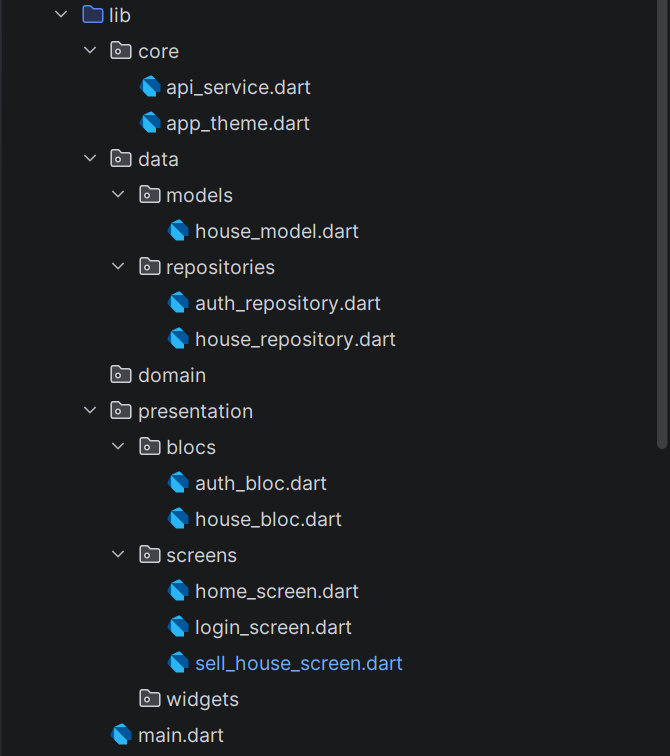 lib
core
api_service.dart
app_theme.dart
data
models
house_model.dart
repositories
auth_repository.dart
house_repository.dart
domain
presentation
blocs
auth_bloc.dart
house_bloc.dart
screens
home_screen.dart
login_screen.dart
sell_house_screen.dart
widgets
main.dart